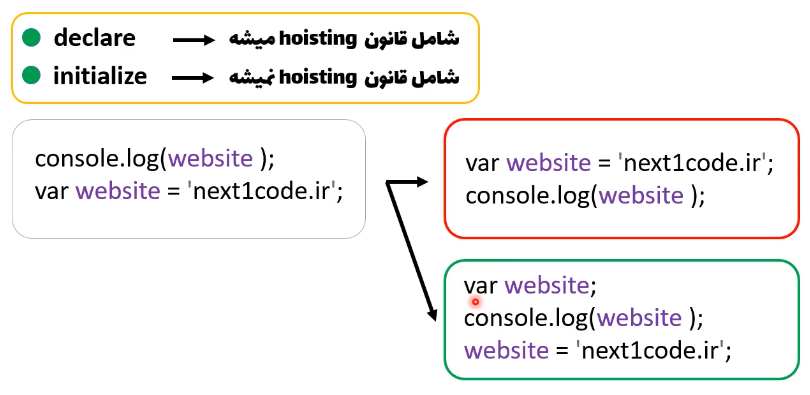 declare → شامل قانون hoisting میشه
initialize → شامل قانون hoisting نمیشه
console.log(website );
var website = 'next1code.ir';
var website = 'next1code.ir';
console.log(website );
var website;
console.log(website );
website = 'next1code.ir';